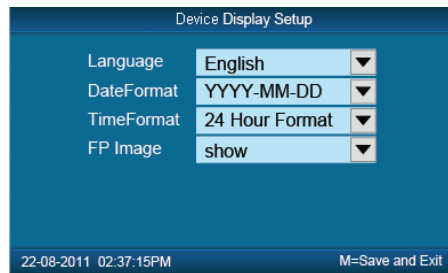 Device Display Setup
Language English
DateFormat YYYY-MM-DD
TimeFormat 24 Hour Format
FP Image show
22-08-2011 02:37:15PM M=Save and Exit